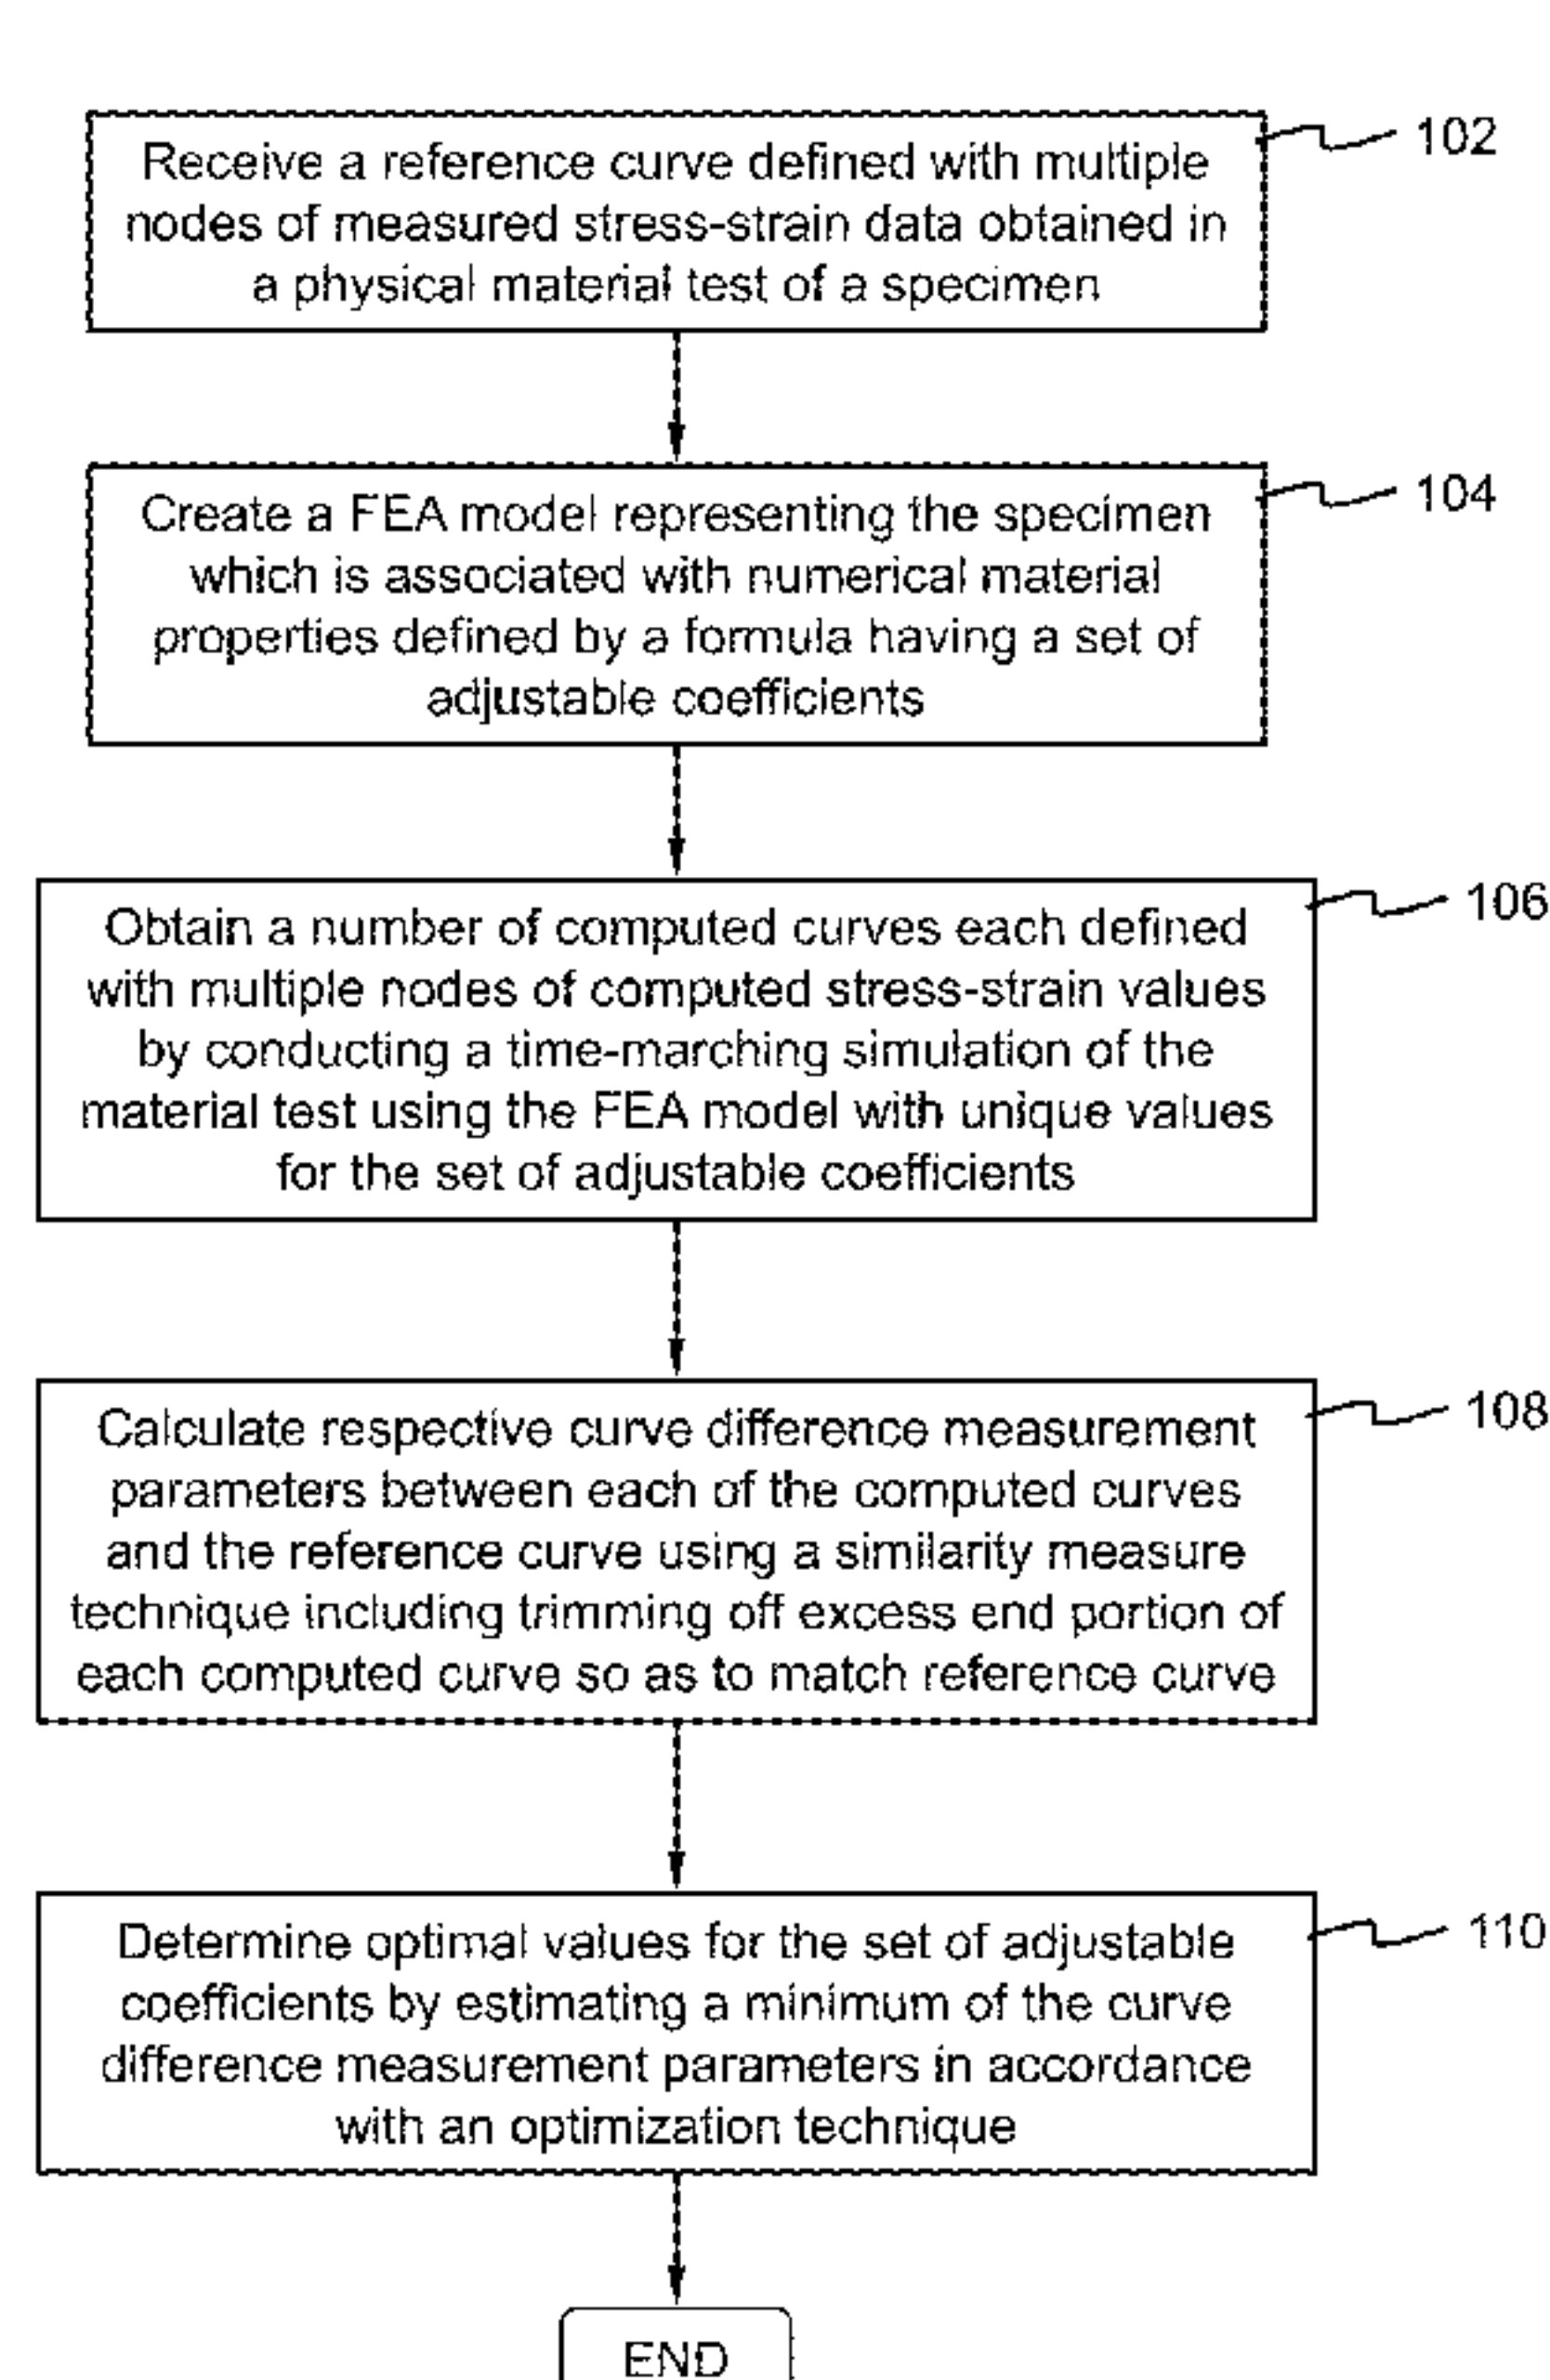 Receive a reference curve defined with multiple
nodes of measured stress-strain data obtained in
a physical material test of a specimen
102
Create a FEA model representing the specimen
which is associated with numerical material
properties defined by a formula having a set of
adjustable coefficients
104
Obtain a number of computed curves each defined
with multiple nodes of computed stress-strain values
by conducting a time-marching simulation of the
material test using the FEA model with unique values
for the set of adjustable coefficients
106
Calculate respective curve difference measurement
parameters between each of the computed curves
and the reference curve using a similarity measure
technique including trimming off excess end portion of
each computed curve so as to match reference curve
108
Determine optimal values for the set of adjustable
coefficients by estimating a minimum of the curve
difference measurement parameters in accordance
with an optimization technique
110
END